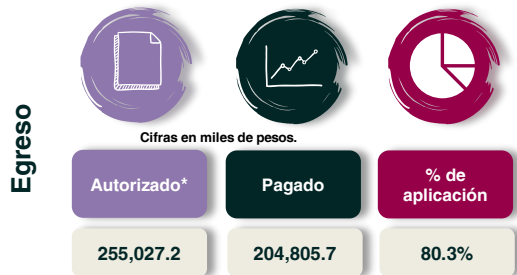 Egreso
Cifras en miles de pesos.
Autorizado*
Pagado
% de
aplicación
255,027.2
204,805.7
80.3%